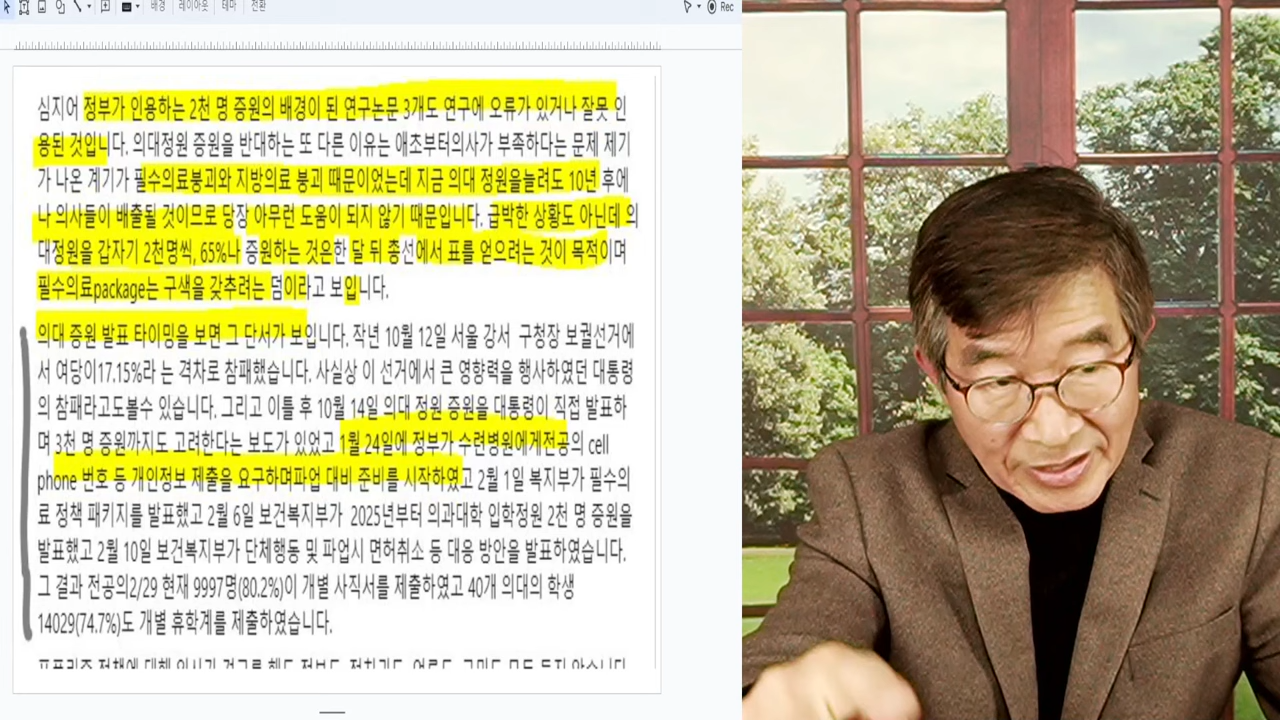 배경 레이아웃 테마 전환
Rec
심지어 정부가 인용하는 2천 명 증원의 배경이 된 연구논문 3개도 연구에 오류가 있거나 잘못 인
용된 것입니다. 의대정원 증원을 반대하는 또 다른 이유는 애초부터의사가 부족하다는 문제 제기
가 나온 계기가 필수의료붕괴와 지방의료 붕괴 때문이었는데 지금 의대 정원을늘려도 10년 후에
나 의사들이 배출될 것이므로 당장 아무런 도움이 되지 않기 때문입니다. 급박한 상황도 아닌데 의
대정원을 갑자기 2천명씩, 65%나 증원하는 것은한 달 뒤 총선에서 표를 얻으려는 것이 목적이며
필수의료package는 구색을 갖추려는 덤이라고 보입니다.
의대 증원 발표 타이밍을 보면 그 단서가 보입니다. 작년 10월 12일 서울 강서 구청장 보궐선거에
서 여당이17.15%라 는 격차로 참패했습니다. 사실상 이 선거에서 큰 영향력을 행사하였던 대통령
의 참패라고도볼수 있습니다. 그리고 이틀 후 10월 14일 의대 정원 증원을 대통령이 직접 발표하
며 3천 명 증원까지도 고려한다는 보도가 있었고 1월 24일에 정부가 수련병원에게전공의 cell
phone 번호 등 개인정보 제출을 요구하며파업 대비 준비를 시작하였고 2월 1일 복지부가 필수의
료 정책 패키지를 발표했고 2월 6일 보건복지부가 2025년부터 의과대학 입학정원 2천 명 증원을
발표했고 2월 10일 보건복지부가 단체행동 및 파업시 면허취소 등 대응 방안을 발표하였습니다.
그 결과 전공의2/29 현재 9997명(80.2%)이 개별 사직서를 제출하였고 40개 의대의 학생
14029(74.7%)도 개별 휴학계를 제출하였습니다.